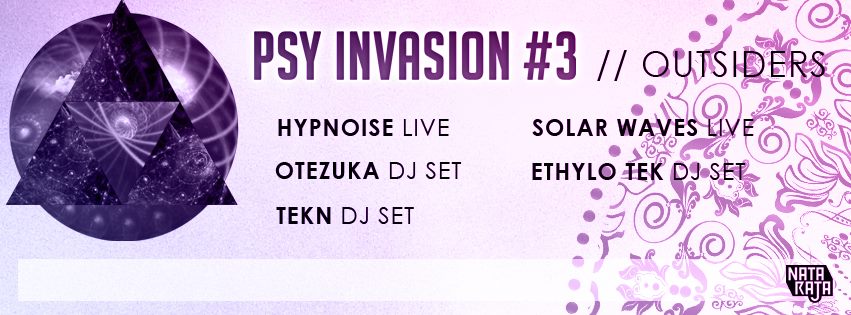 PSY INVASION #3 // OUTSIDERS
HYPNOISE LIVE
SOLAR WAVES LIVE
OTEZUKA DJ SET
ETHYLO TEK DJ SET
TEKN DJ SET
NATA
RAJA